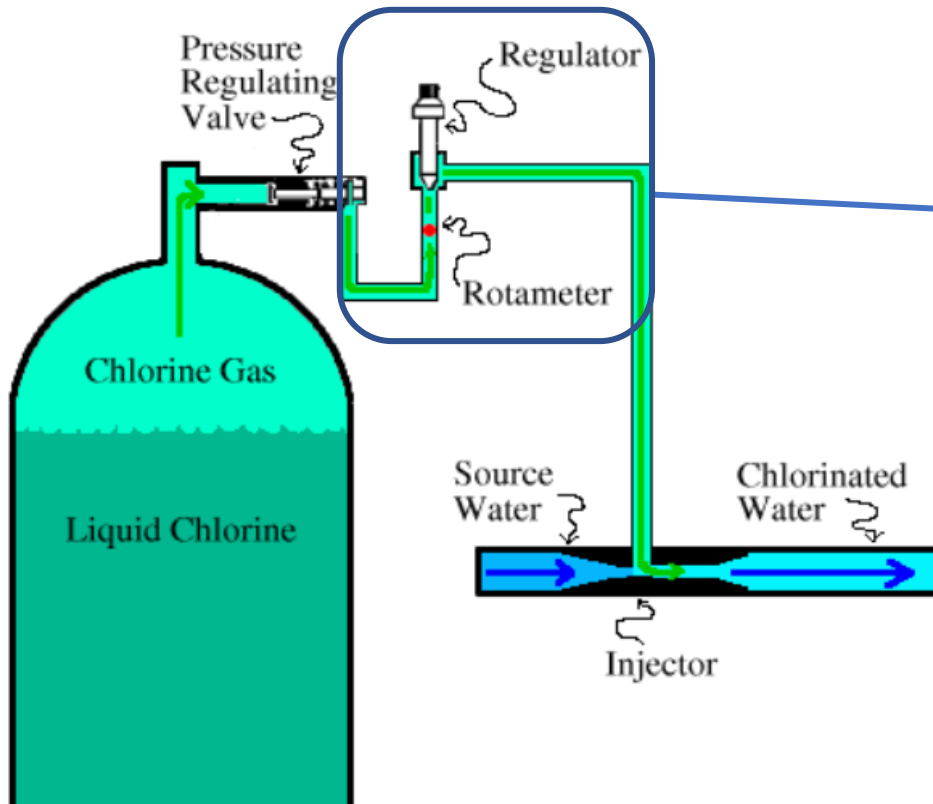 Pressure
Regulating
Valve
Regulator
Rotameter
Chlorine Gas
Liquid Chlorine
Source
Water
Chlorinated
Water
Injector